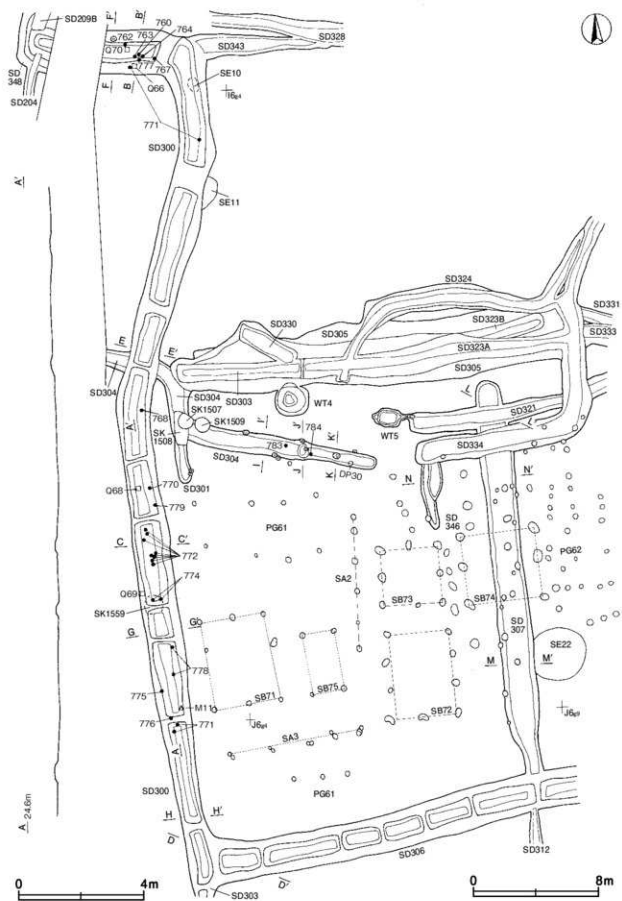 SD209B
F'
B'
760
763
764
762
Q70
777
767
Q66
SD343
SD328
SD
348
SD204
F
B
SE10
I6g4
771
SD300
A'
SE11
SD324
SD331
SD333
SD330
SD305
SD323B
SD323A
SD305
E
E'
SD304
SD303
SD304
SK1507
SK1509
WT4
WT5
SD321
L'
L
768
A'
SK
1508
I'
J'
K'
783
784
SD304
I
J
K
DP30
SD334
SD301
Q68
770
779
N
N'
SD
346
PG61
C
C'
772
SA2
SB73
SB74
PG62
Q69
774
SK1559
G
G'
SD
307
SE22
M
M'
778
775
M11
SB71
SB75
SB72
J6g4
J6g9
776
771
A
SA3
SD300
PG61
A 24.6m
H
H'
D
D'
SD306
SD312
SD303
0 4m
0 8m